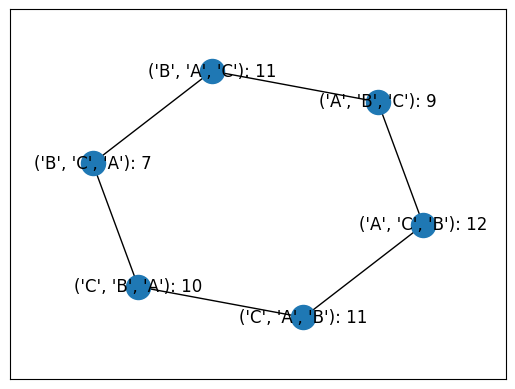 ('B', 'A', 'C'): 11
('A', 'B', 'C'): 9
('B', 'C', 'A'): 7
('A', 'C', 'B'): 12
('C', 'B', 'A'): 10
('C', 'A', 'B'): 11